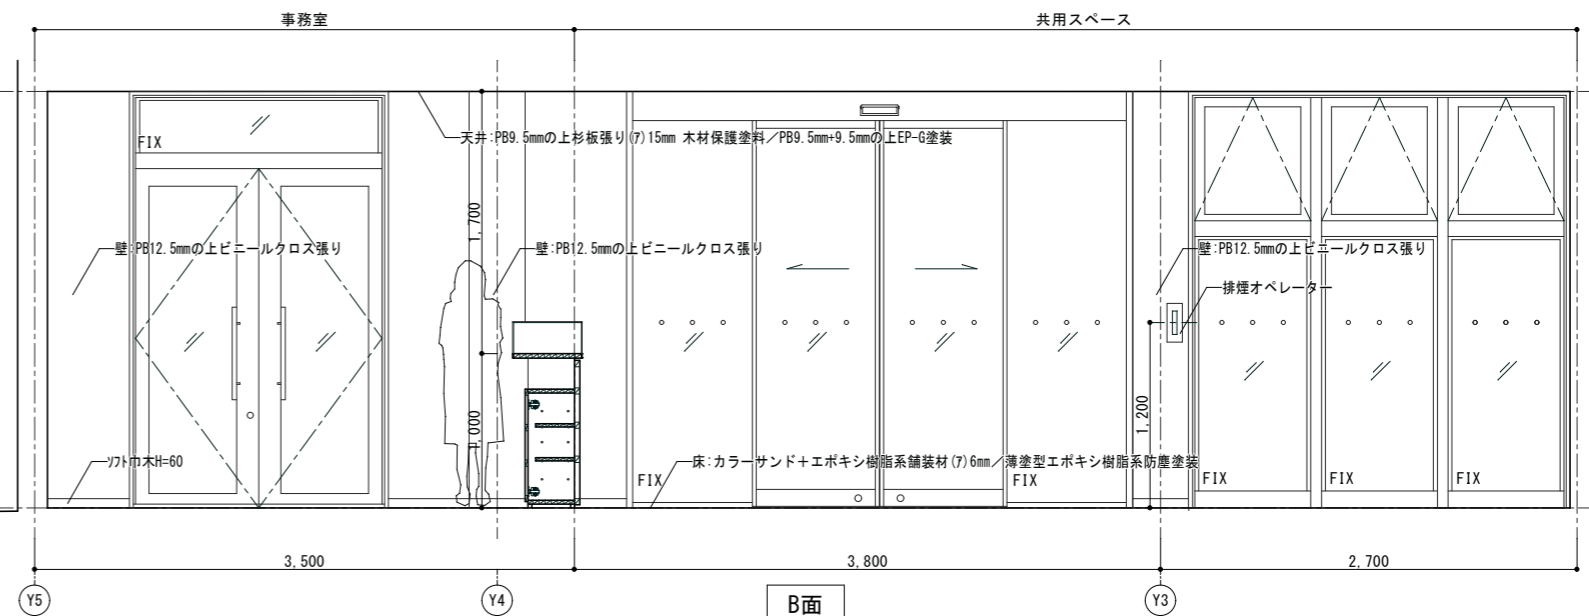 事務室
共用スペース
FIX
天井:PB9.5mmの上杉板張り(ｱ)15mm 木材保護塗料／PB9.5mm+9.5mmの上EP-G塗装
1,700
壁:PB12.5mmの上ビニールクロス張り
壁:PB12.5mmの上ビニールクロス張り
壁:PB12.5mmの上ビニールクロス張り
排煙オペレーター
1,000
1,200
ｿﾌﾄ巾木H=60
床:カラーサンド＋エポキシ樹脂系舗装材(ｱ)6mm／薄塗型エポキシ樹脂系防塵塗装
FIX
FIX
FIX
FIX
FIX
3,500
3,800
2,700
Y5
Y4
B面
Y3